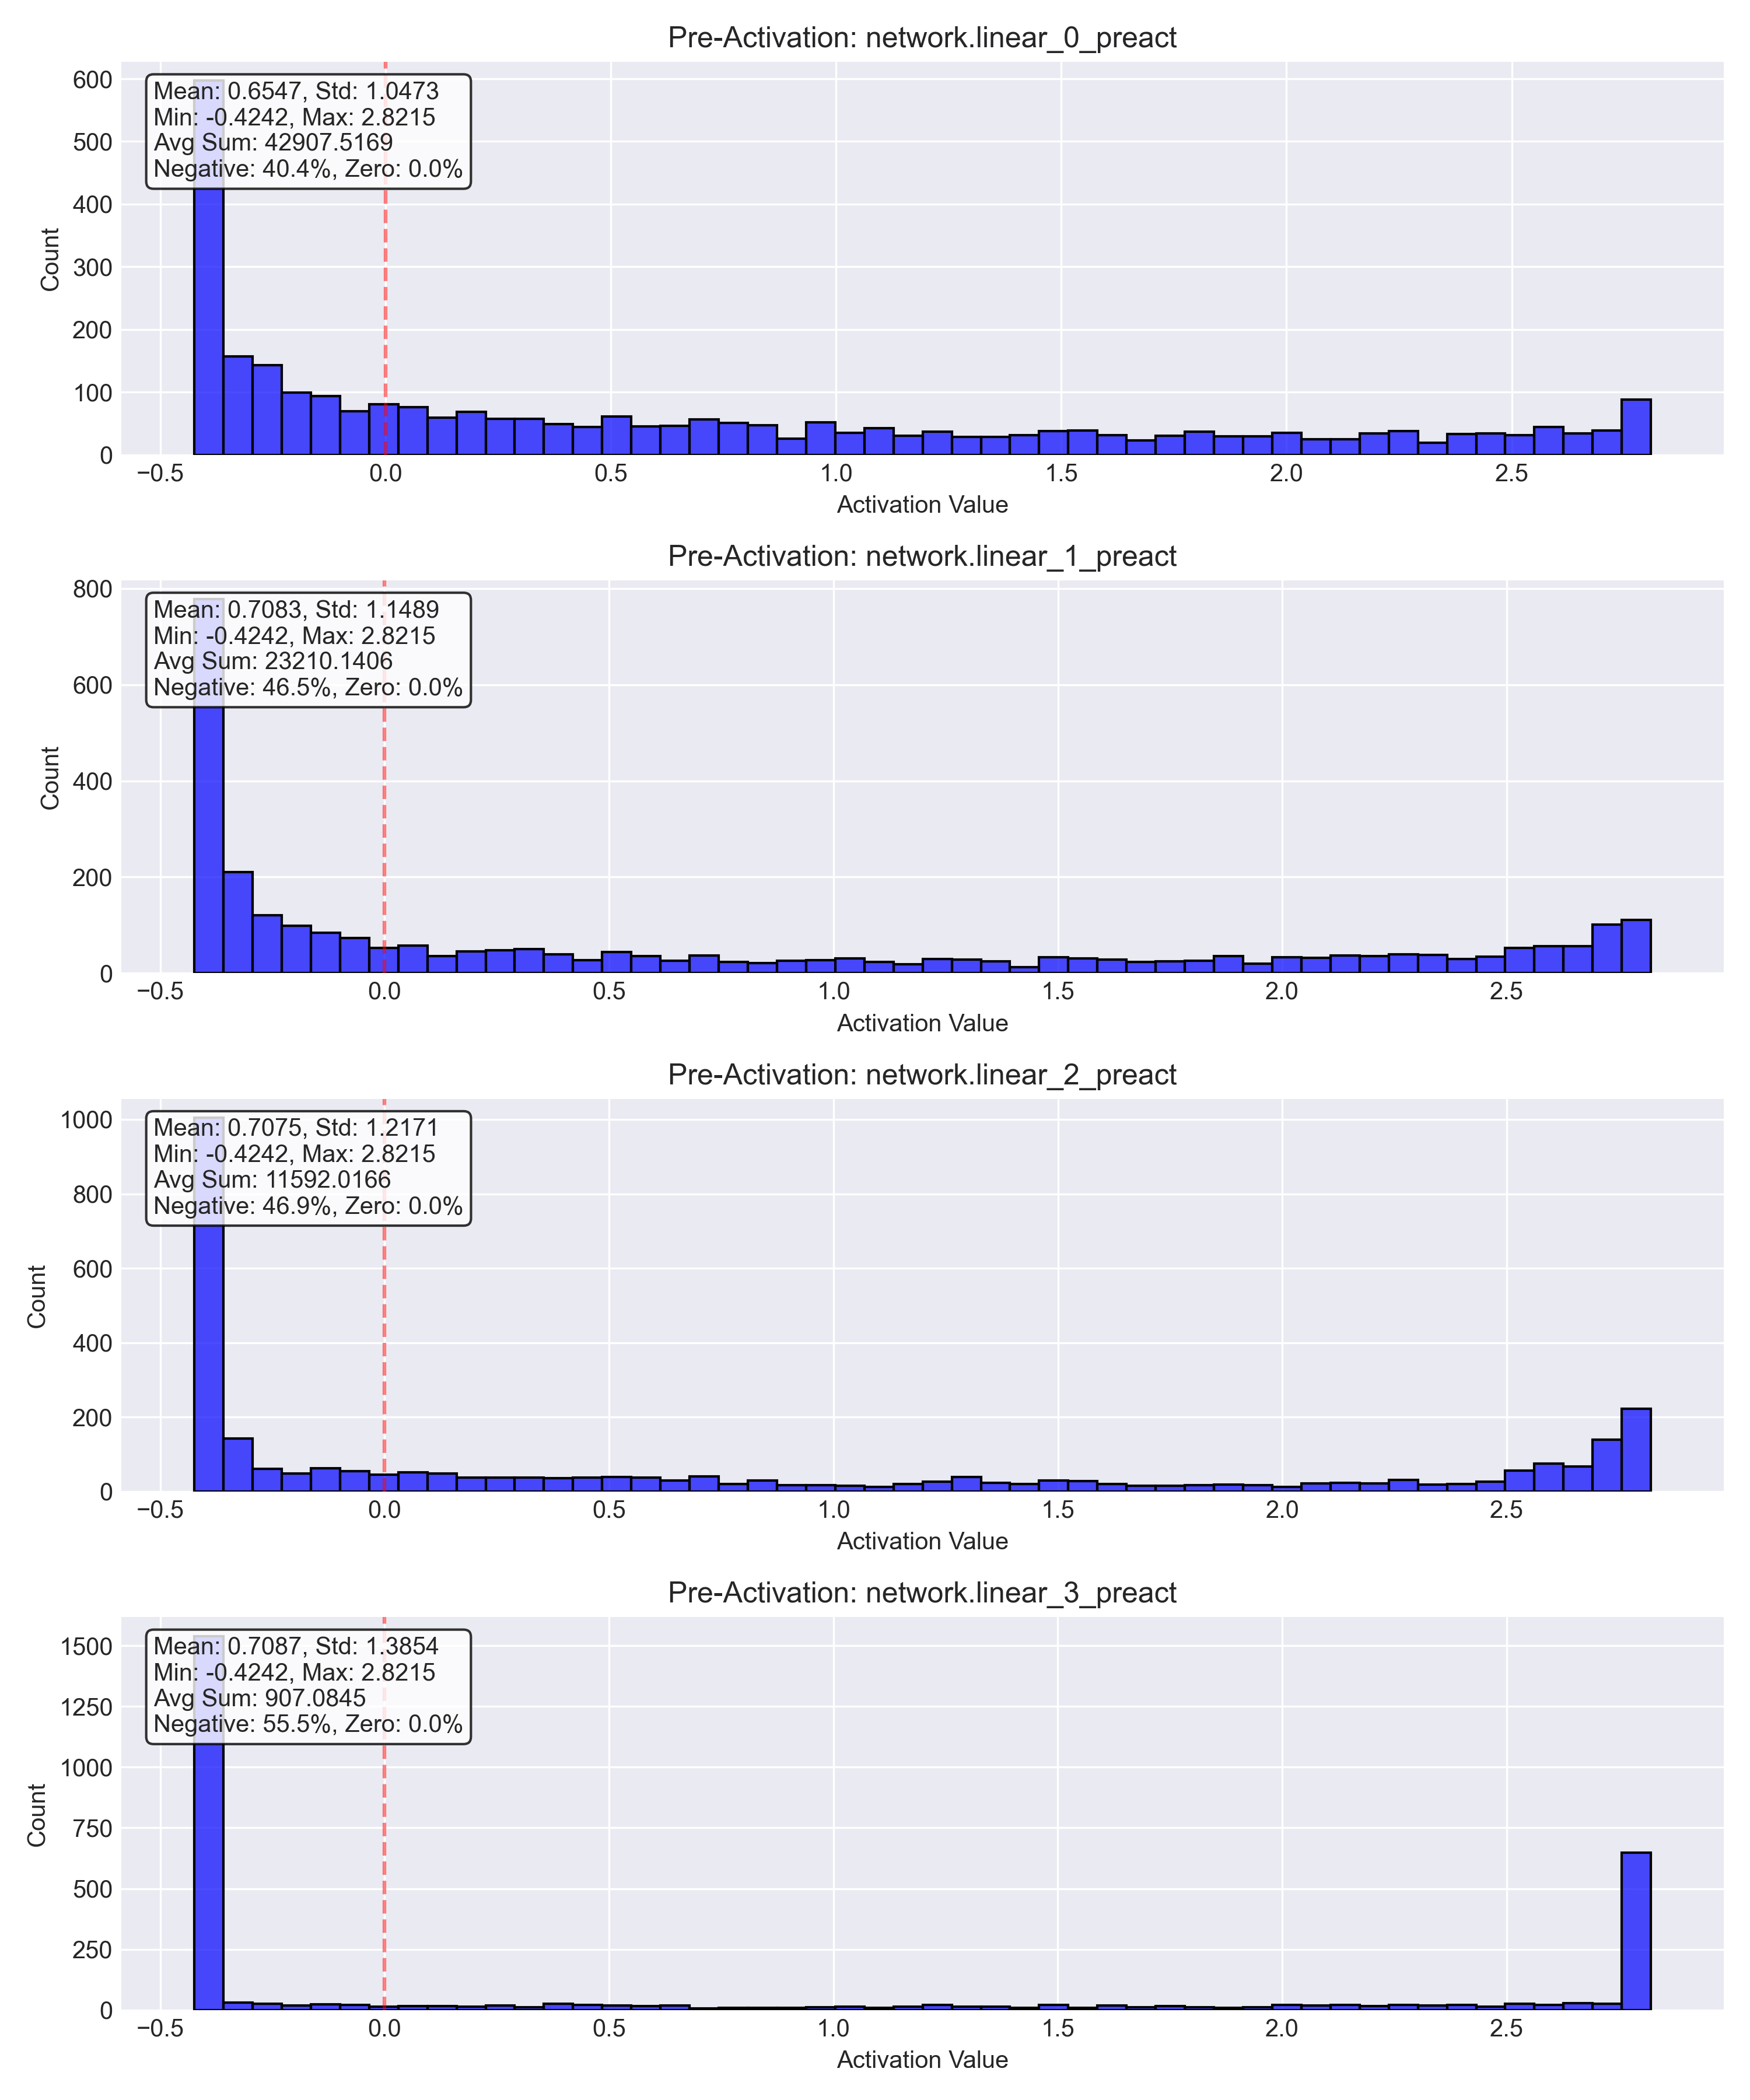 Pre-Activation: network.linear_0_preact
Mean: 0.6547, Std: 1.0473
Min: -0.4242, Max: 2.8215
Avg Sum: 42907.5169
Negative: 40.4%, Zero: 0.0%
Count
600
500
400
300
200
100
0
−0.5 0.0 0.5 1.0 1.5 2.0 2.5
Activation Value
Pre-Activation: network.linear_1_preact
Mean: 0.7083, Std: 1.1489
Min: -0.4242, Max: 2.8215
Avg Sum: 23210.1406
Negative: 46.5%, Zero: 0.0%
Count
800
600
400
200
0
−0.5 0.0 0.5 1.0 1.5 2.0 2.5
Activation Value
Pre-Activation: network.linear_2_preact
Mean: 0.7075, Std: 1.2171
Min: -0.4242, Max: 2.8215
Avg Sum: 11592.0166
Negative: 46.9%, Zero: 0.0%
Count
1000
800
600
400
200
0
−0.5 0.0 0.5 1.0 1.5 2.0 2.5
Activation Value
Pre-Activation: network.linear_3_preact
Mean: 0.7087, Std: 1.3854
Min: -0.4242, Max: 2.8215
Avg Sum: 907.0845
Negative: 55.5%, Zero: 0.0%
Count
1500
1250
1000
750
500
250
0
−0.5 0.0 0.5 1.0 1.5 2.0 2.5
Activation Value